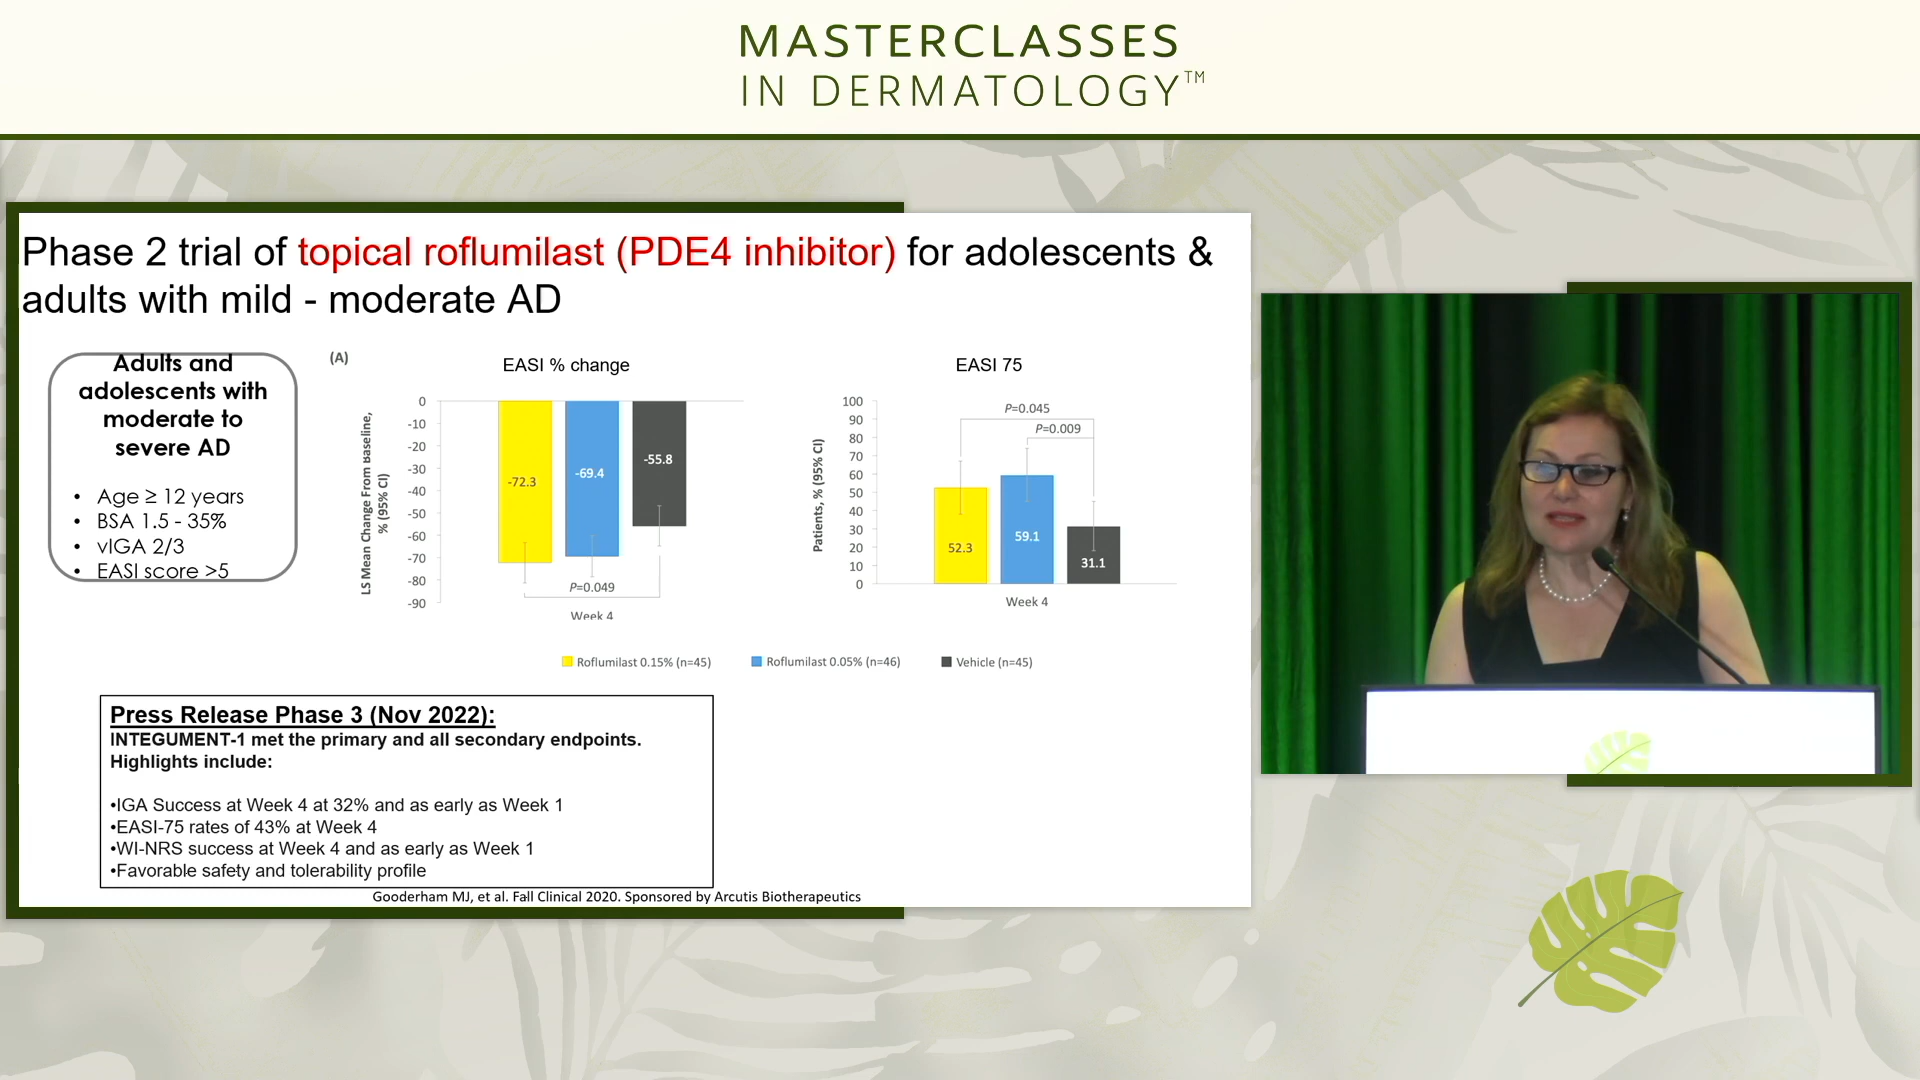 MASTERCLASSES
IN DERMATOLOGY™
Phase 2 trial of topical roflumilast (PDE4 inhibitor) for adolescents &
adults with mild - moderate AD
Adults and
adolescents with
moderate to
severe AD
• Age ≥ 12 years
• BSA 1.5 - 35%
• vIGA 2/3
• EASI score >5
(A)
EASI % change
LS Mean Change From Baseline,
% (95% CI)
0
-10
-20
-30
-40
-50
-60
-70
-80
-90
-72.3
-69.4
-55.8
P=0.049
Week 4
EASI 75
Patients, % (95% CI)
100
90
80
70
60
50
40
30
20
10
0
P=0.045
P=0.009
52.3
59.1
31.1
Week 4
Roflumilast 0.15% (n=45)
Roflumilast 0.05% (n=46)
Vehicle (n=45)
Press Release Phase 3 (Nov 2022):
INTEGUMENT-1 met the primary and all secondary endpoints.
Highlights include:
•IGA Success at Week 4 at 32% and as early as Week 1
•EASI-75 rates of 43% at Week 4
•WI-NRS success at Week 4 and as early as Week 1
•Favorable safety and tolerability profile
Gooderham MJ, et al. Fall Clinical 2020. Sponsored by Arcutis Biotherapeutics